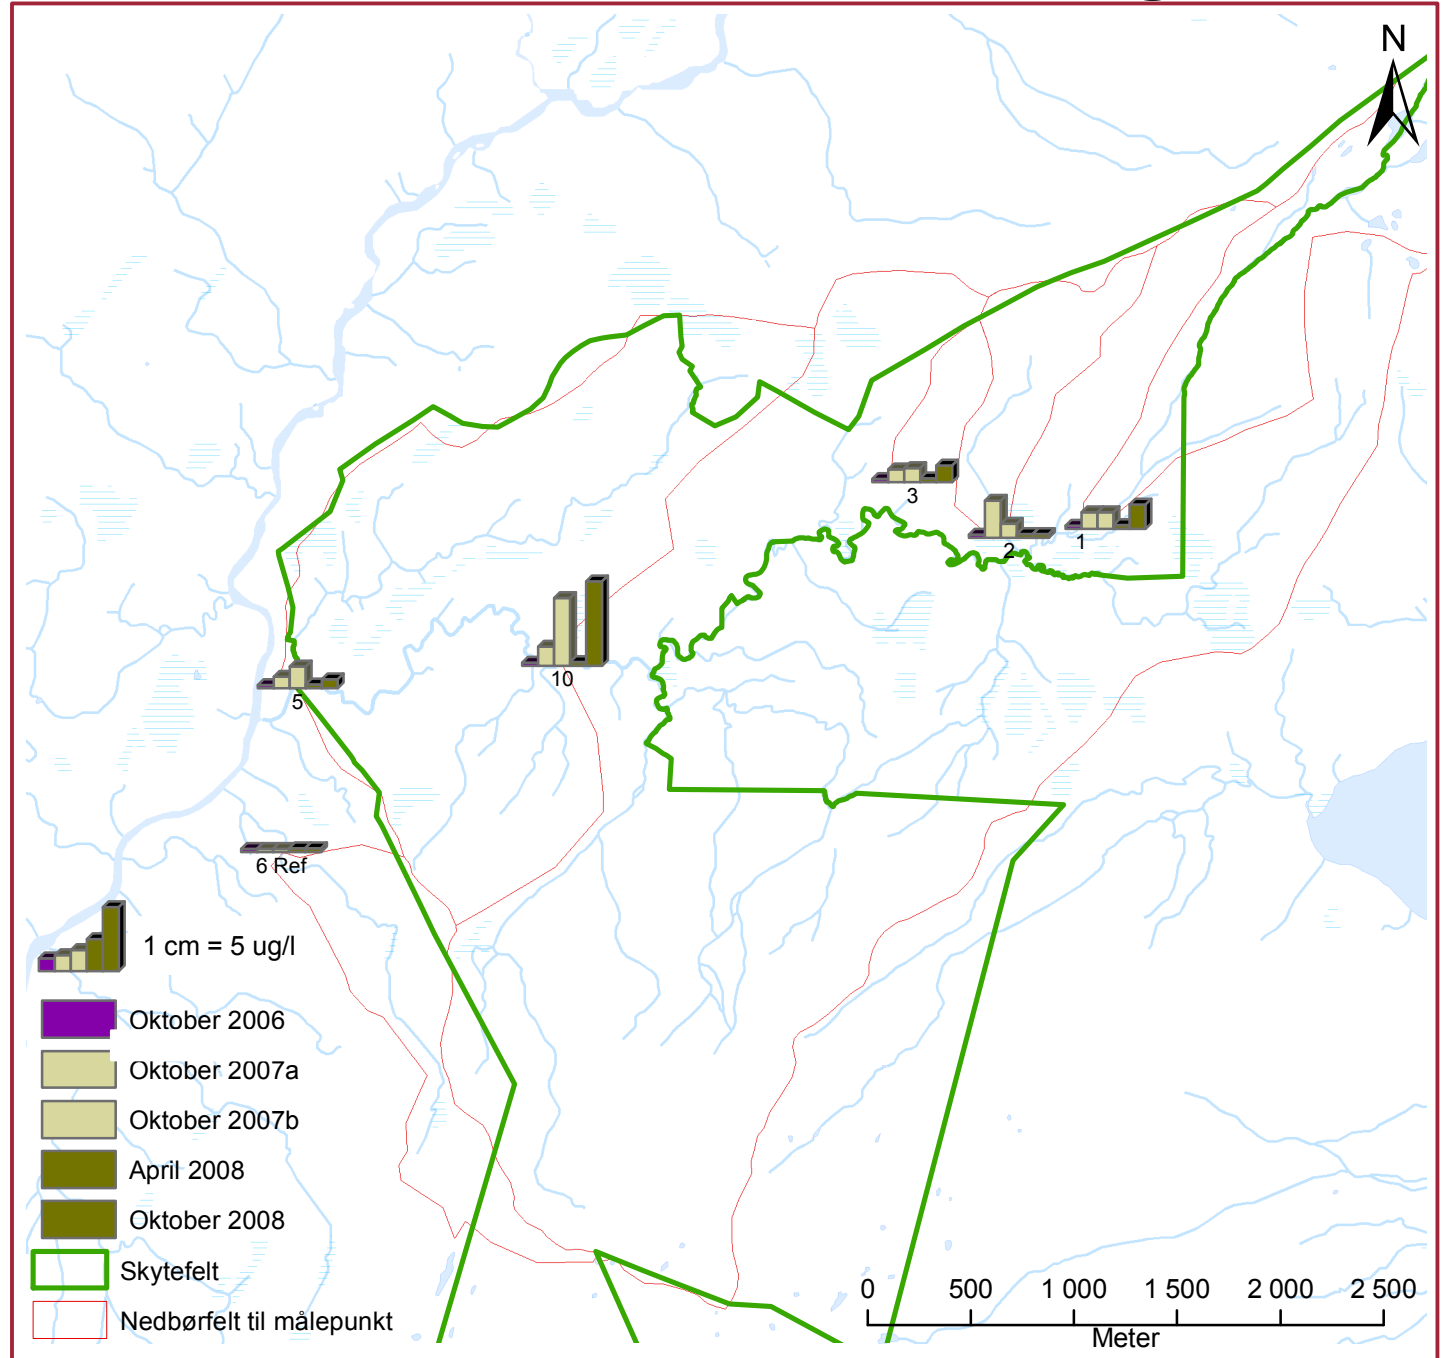 N
3
2
1
10
5
6 Ref
1 cm = 5 ug/l
Oktober 2006
Oktober 2007a
Oktober 2007b
April 2008
Oktober 2008
Skytefelt
Nedbørfelt til målepunkt
0 500 1 000 1 500 2 000 2 500
Meter